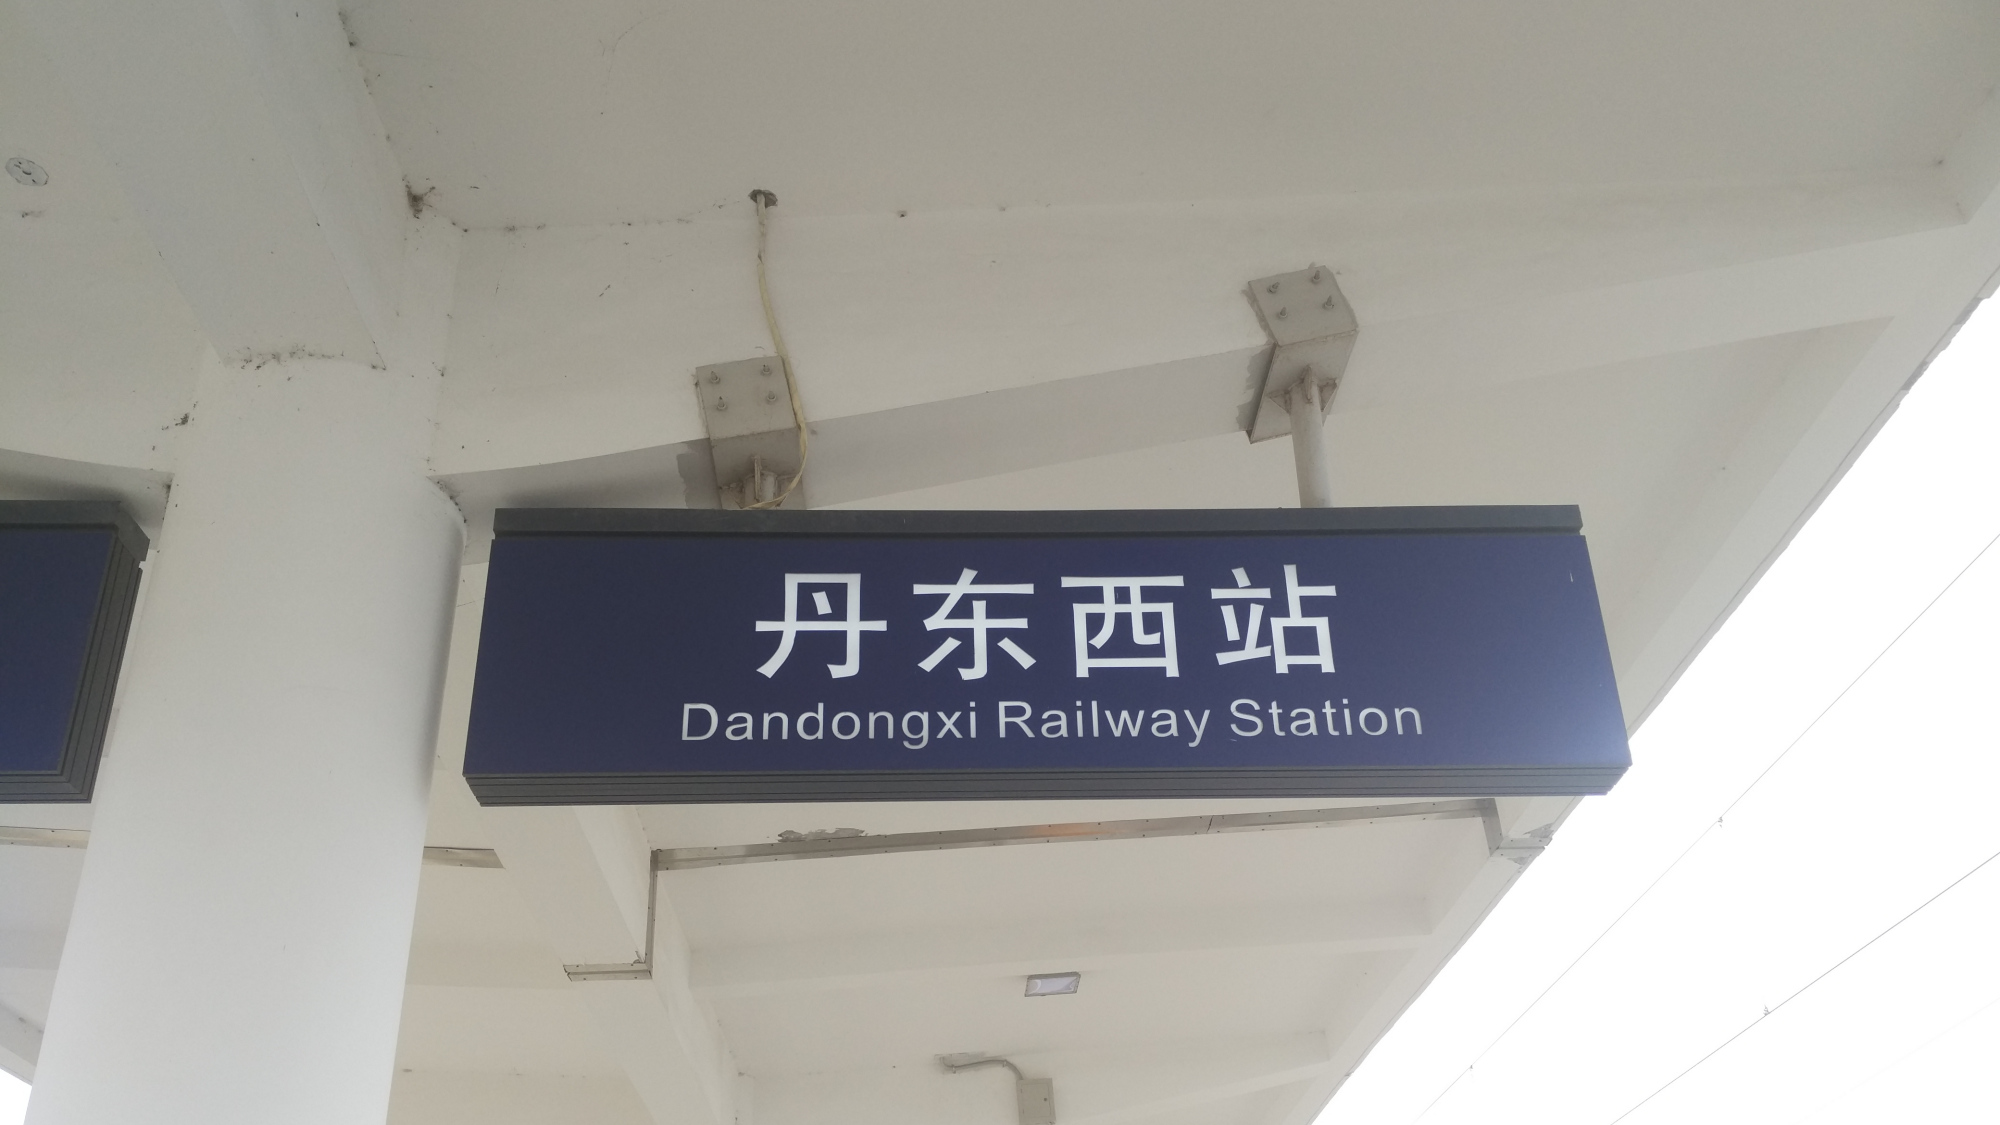 丹东西站
Dandongxi Railway Station